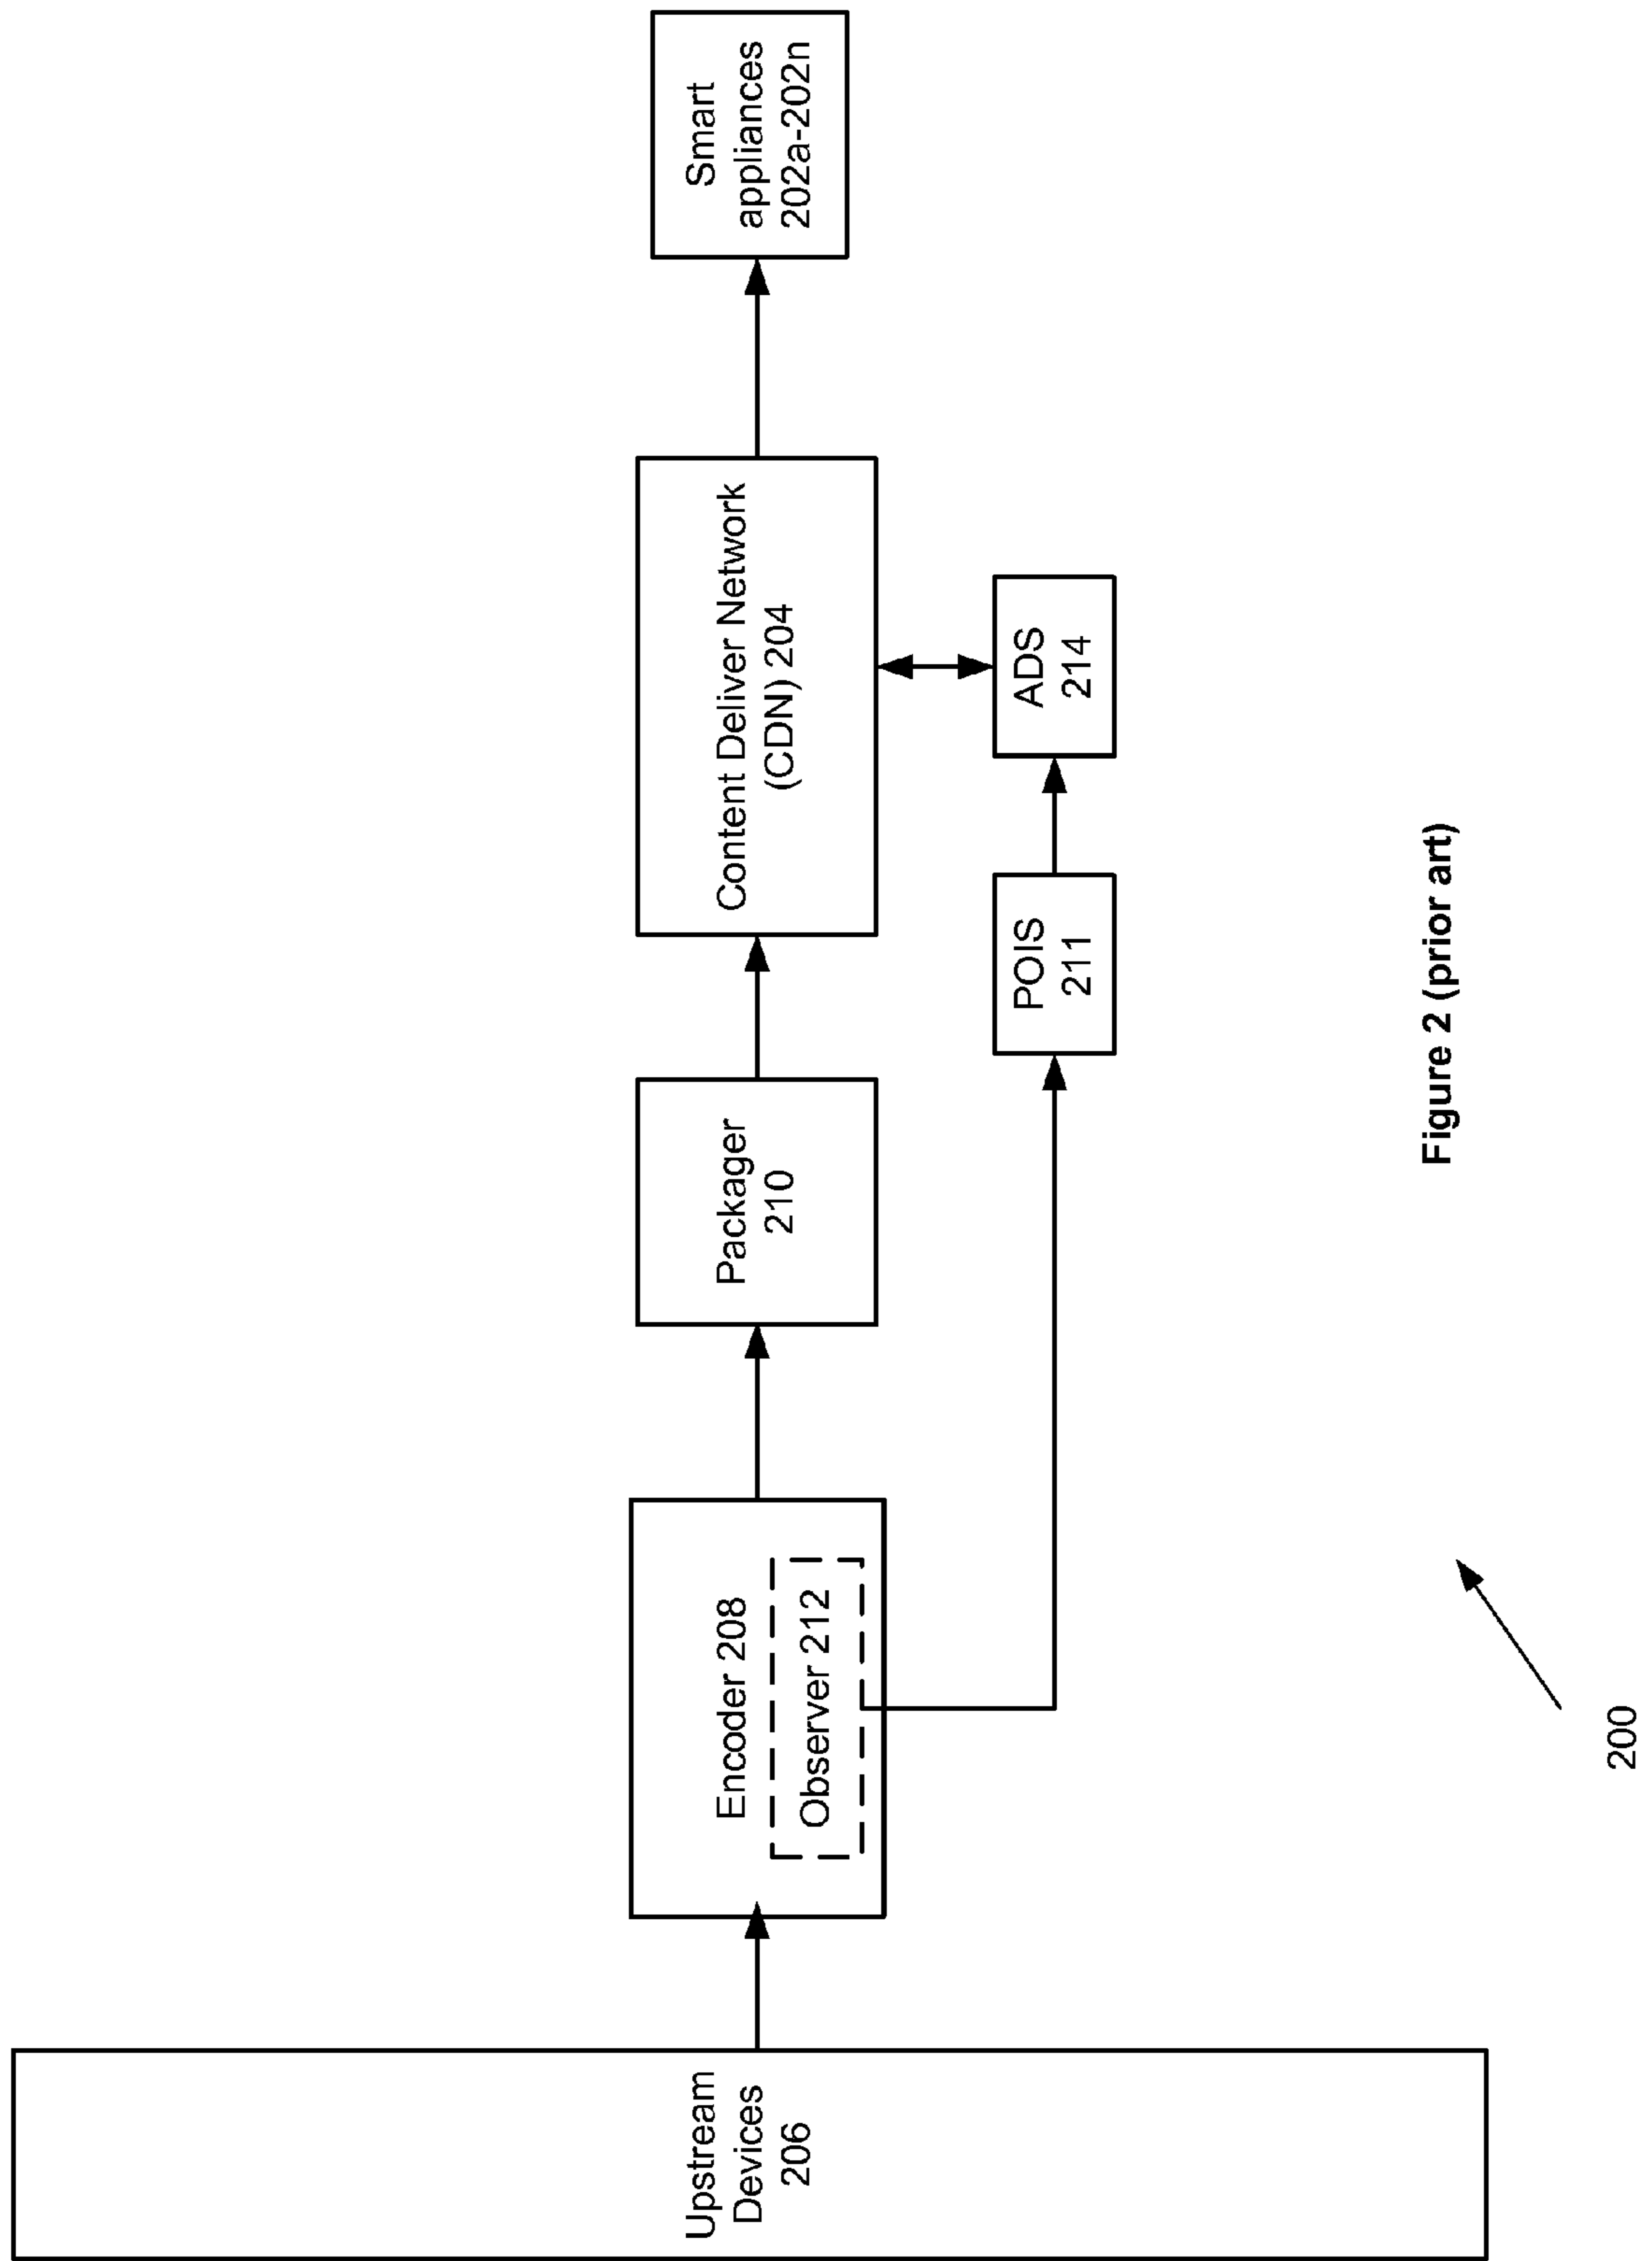 Upstream
Devices
206
Encoder 208
Observer 212
Packager
210
Content Deliver Network
(CDN) 204
Smart
appliances
202a-202n
POIS
211
ADS
214
200
Figure 2 (prior art)